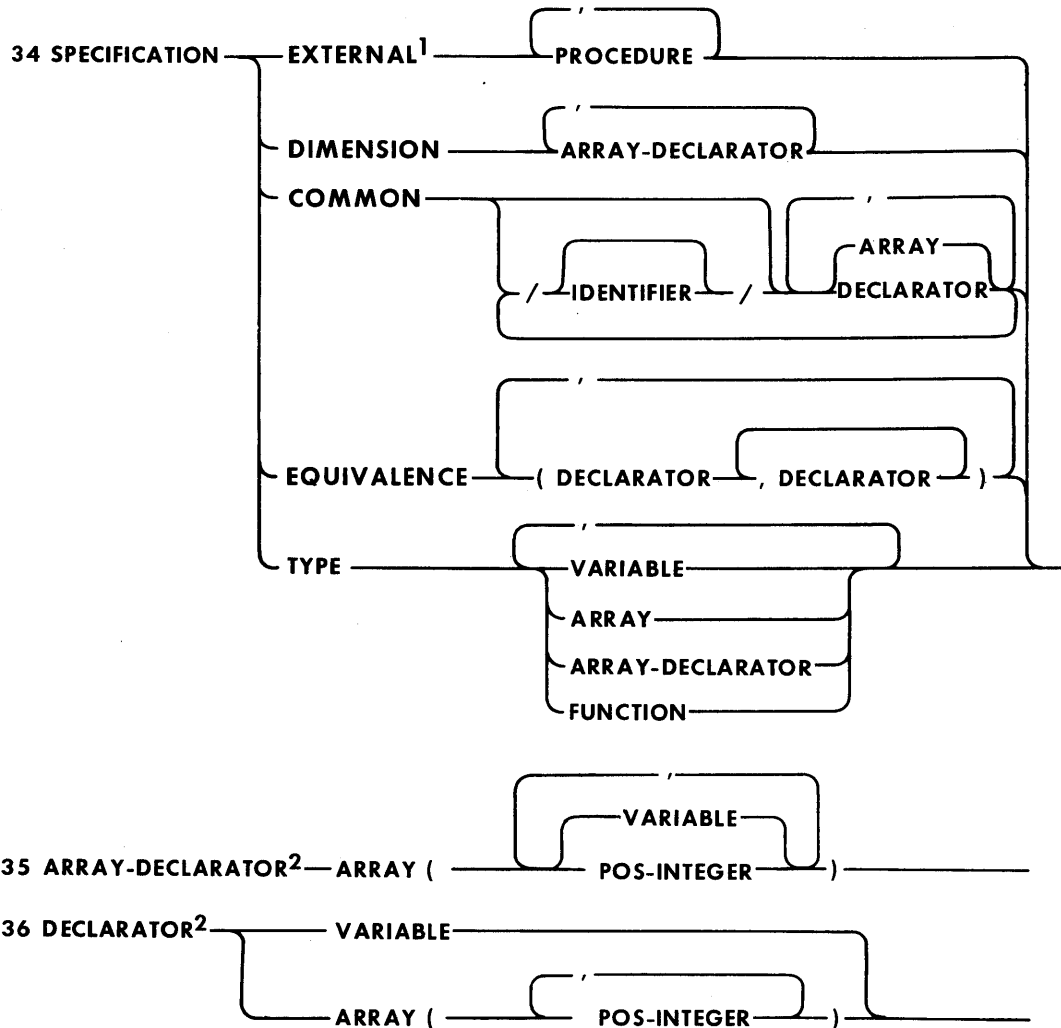 ,
34 SPECIFICATION EXTERNAL1 PROCEDURE
,
DIMENSION ARRAY-DECLARATOR
COMMON ,
ARRAY
/ IDENTIFIER / DECLARATOR
,
EQUIVALENCE ( DECLARATOR , DECLARATOR )
,
TYPE VARIABLE
ARRAY
ARRAY-DECLARATOR
FUNCTION
,
VARIABLE
35 ARRAY-DECLARATOR2 ARRAY ( POS-INTEGER )
36 DECLARATOR2 VARIABLE
,
ARRAY ( POS-INTEGER )